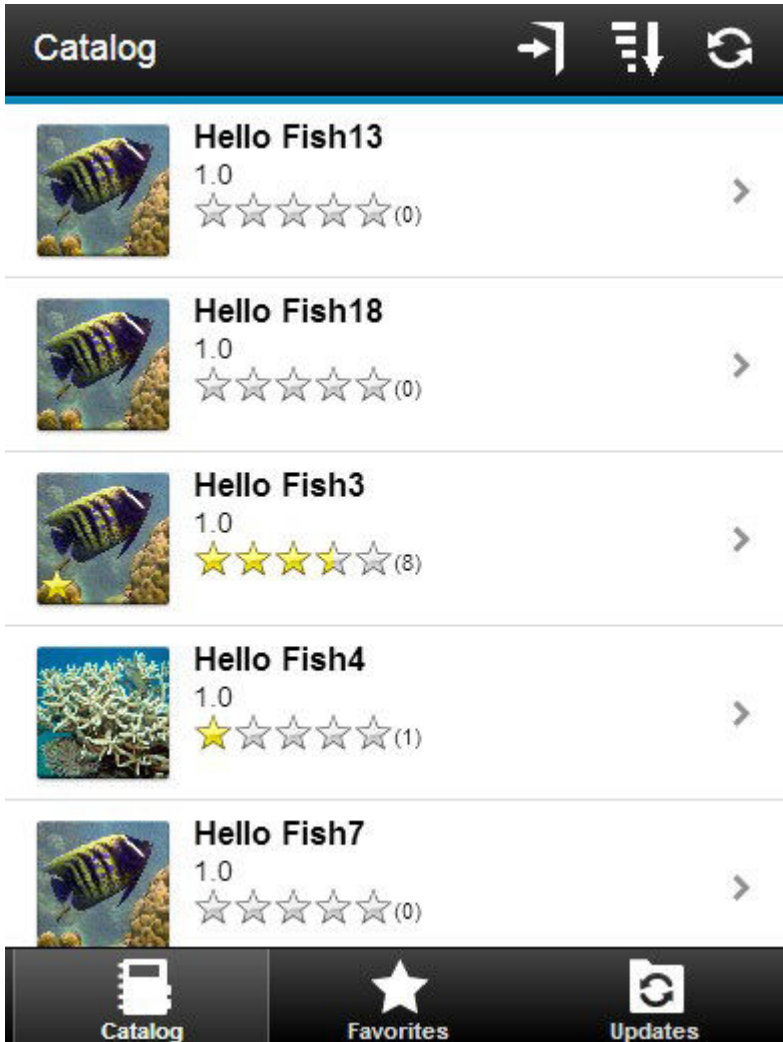 Catalog
Hello Fish13
1.0
(0)
Hello Fish18
1.0
(0)
Hello Fish3
1.0
(8)
Hello Fish4
1.0
(1)
Hello Fish7
1.0
(0)
Catalog Favorites Updates